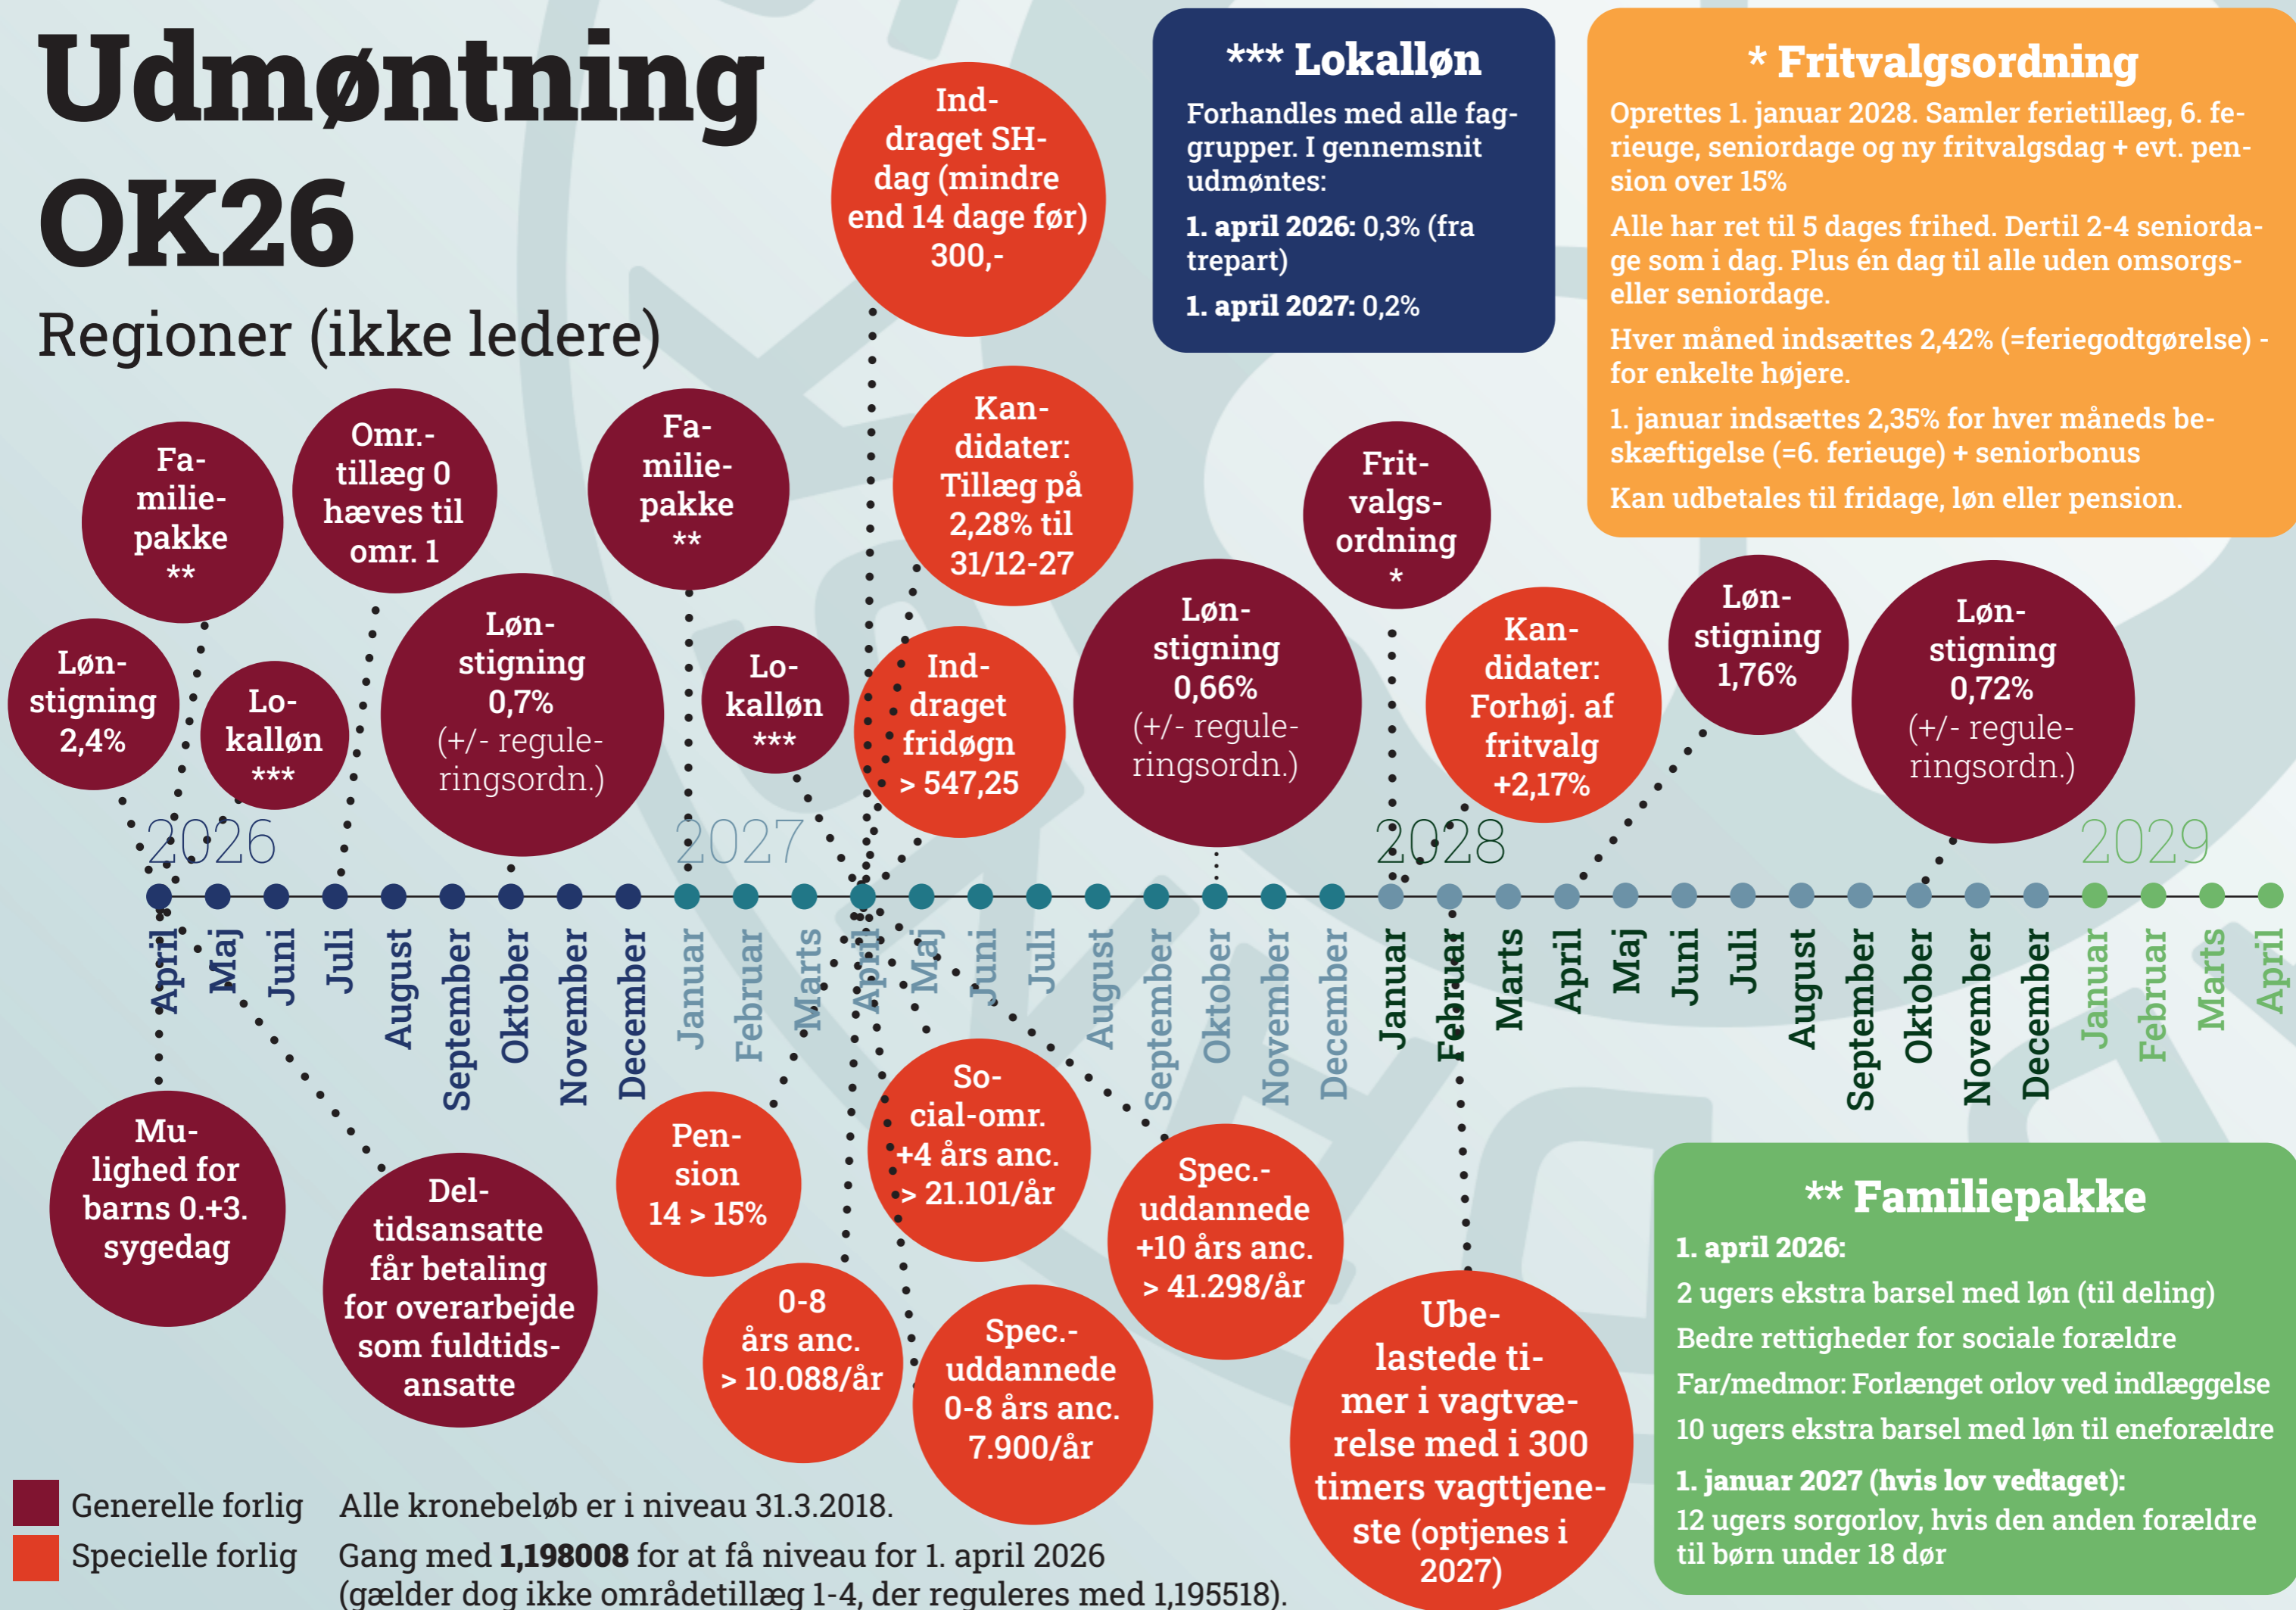 Udmøntning
OK26
Regioner (ikke ledere)
*** Lokalløn
Forhandles med alle fag-
grupper. I gennemsnit
udmøntes:
1. april 2026: 0,3% (fra
trepart)
1. april 2027: 0,2%
* Fritvalgsordning
Oprettes 1. januar 2028. Samler ferietillæg, 6. fe-
rieuge, seniordage og ny fritvalgsdag + evt. pen-
sion over 15%
Alle har ret til 5 dages frihed. Dertil 2-4 seniorda-
ge som i dag. Plus én dag til alle uden omsorgs-
eller seniordage.
Hver måned indsættes 2,42% (=feriegodtgørelse) -
for enkelte højere.
1. januar indsættes 2,35% for hver måneds be-
skæftigelse (=6. ferieuge) + seniorbonus
Kan udbetales til fridage, løn eller pension.
Løn-
stigning
2,4%
Fa-
milie-
pakke
**
Lo-
kalløn
***
Omr.-
tillæg 0
hæves til
omr. 1
Løn-
stigning
0,7%
(+/- regule-
ringsordn.)
Fa-
milie-
pakke
**
Lo-
kalløn
***
Ind-
draget SH-
dag (mindre
end 14 dage før)
300,-
Kan-
didater:
Tillæg på
2,28% til
31/12-27
Ind-
draget
fridøgn
> 547,25
Løn-
stigning
0,66%
(+/- regule-
ringsordn.)
Frit-
valgs-
ordning
*
Kan-
didater:
Forhøj. af
fritvalg
+2,17%
Løn-
stigning
1,76%
Løn-
stigning
0,72%
(+/- regule-
ringsordn.)
2026
2027
2028
2029
April
Maj
Juni
Juli
August
September
Oktober
November
December
Januar
Februar
Marts
April
Maj
Juni
Juli
August
September
Oktober
November
December
Januar
Februar
Marts
April
Maj
Juni
Juli
August
September
Oktober
November
December
Januar
Februar
Marts
April
Mu-
lighed for
barns 0.+3.
sygedag
Del-
tidsansatte
får betaling
for overarbejde
som fuldtids-
ansatte
Pen-
sion
14 > 15%
0-8
års anc.
> 10.088/år
So-
cial-omr.
+4 års anc.
> 21.101/år
Spec.-
uddannede
0-8 års anc.
7.900/år
Spec.-
uddannede
+10 års anc.
> 41.298/år
Ube-
lastede ti-
mer i vagtvæ-
relse med i 300
timers vagttjene-
ste (optjenes i
2027)
** Familiepakke
1. april 2026:
2 ugers ekstra barsel med løn (til deling)
Bedre rettigheder for sociale forældre
Far/medmor: Forlænget orlov ved indlæggelse
10 ugers ekstra barsel med løn til eneforældre
1. januar 2027 (hvis lov vedtaget):
12 ugers sorgorlov, hvis den anden forældre
til børn under 18 dør
Generelle forlig
Specielle forlig
Alle kronebeløb er i niveau 31.3.2018.
Gang med 1,198008 for at få niveau for 1. april 2026
(gælder dog ikke områdetillæg 1-4, der reguleres med 1,195518).